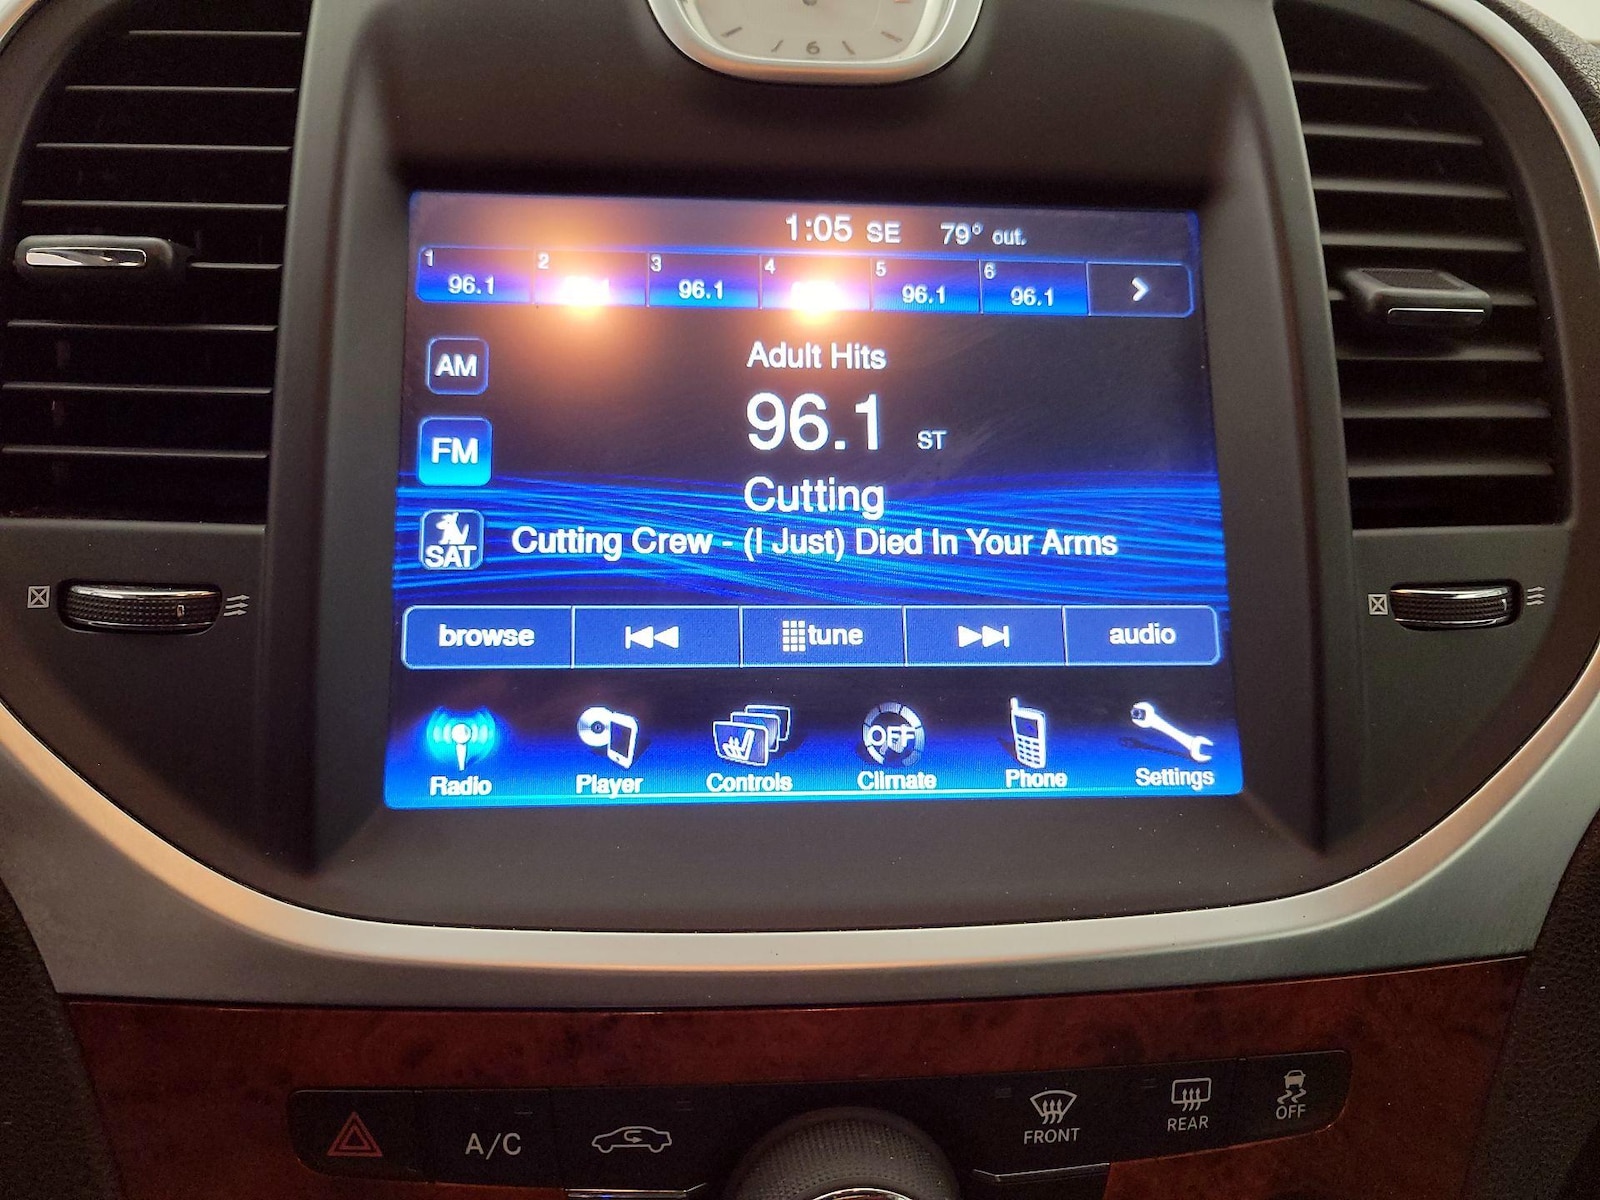 6
1:05 SE 79° out.
1 2 3 4 5 6
96.1 96.1 96.1 96.1
AM
Adult Hits
96.1 ST
FM
Cutting
SAT
Cutting Crew - (I Just) Died In Your Arms
browse tune audio
OFF
Radio Player Controls Climate Phone Settings
A/C
FRONT
REAR
OFF